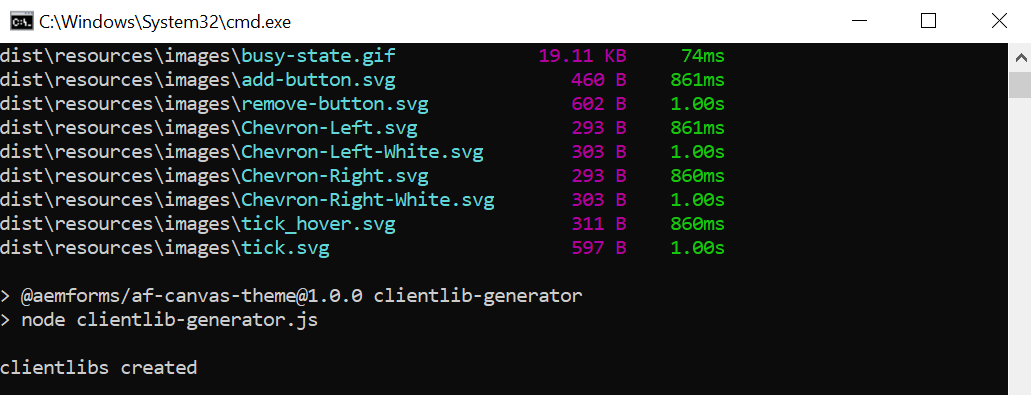 C:\Windows\System32\cmd.exe
dist\resources\images\busy-state.gif 19.11 KB 74ms
dist\resources\images\add-button.svg 460 B 861ms
dist\resources\images\remove-button.svg 602 B 1.00s
dist\resources\images\Chevron-Left.svg 293 B 861ms
dist\resources\images\Chevron-Left-White.svg 303 B 1.00s
dist\resources\images\Chevron-Right.svg 293 B 860ms
dist\resources\images\Chevron-Right-White.svg 303 B 1.00s
dist\resources\images\tick_hover.svg 311 B 860ms
dist\resources\images\tick.svg 597 B 1.00s
> @aemforms/af-canvas-theme@1.0.0 clientlib-generator
> node clientlib-generator.js
clientlibs created